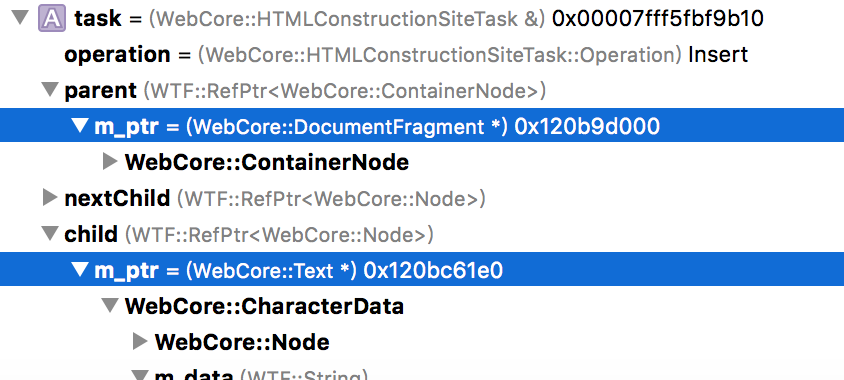 A task = (WebCore::HTMLConstructionSiteTask &) 0x00007fff5fbf9b10
operation = (WebCore::HTMLConstructionSiteTask::Operation) Insert
parent (WTF::RefPtr<WebCore::ContainerNode>)
m_ptr = (WebCore::DocumentFragment *) 0x120b9d000
WebCore::ContainerNode
nextChild (WTF::RefPtr<WebCore::Node>)
child (WTF::RefPtr<WebCore::Node>)
m_ptr = (WebCore::Text *) 0x120bc61e0
WebCore::CharacterData
WebCore::Node
m_data (WTF::String)